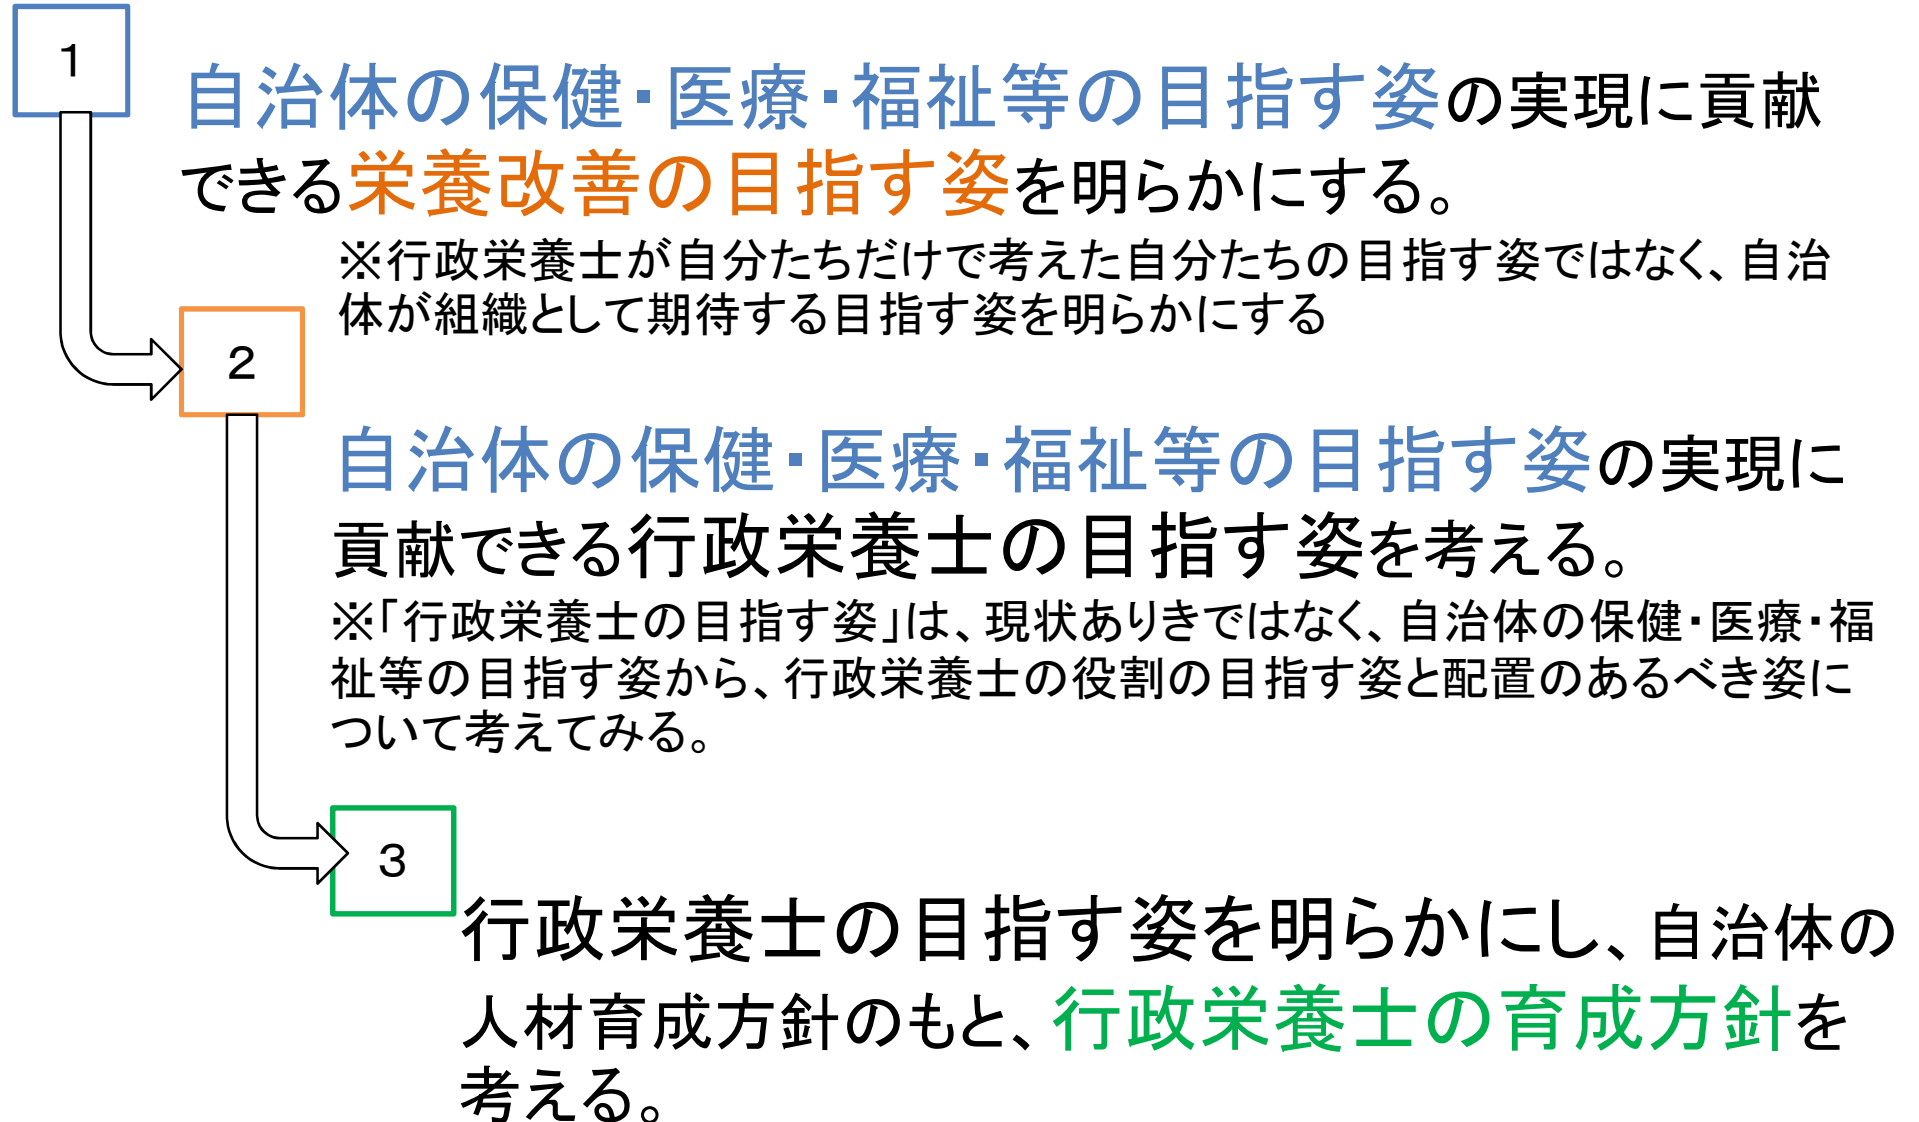 １
自治体の保健・医療・福祉等の目指す姿の実現に貢献
できる栄養改善の目指す姿を明らかにする。
※行政栄養士が自分たちだけで考えた自分たちの目指す姿ではなく、自治
体が組織として期待する目指す姿を明らかにする
２
自治体の保健・医療・福祉等の目指す姿の実現に
貢献できる行政栄養士の目指す姿を考える。
※「行政栄養士の目指す姿」は、現状ありきではなく、自治体の保健・医療・福
祉等の目指す姿から、行政栄養士の役割の目指す姿と配置のあるべき姿に
ついて考えてみる。
３
行政栄養士の目指す姿を明らかにし、自治体の
人材育成方針のもと、行政栄養士の育成方針を
考える。